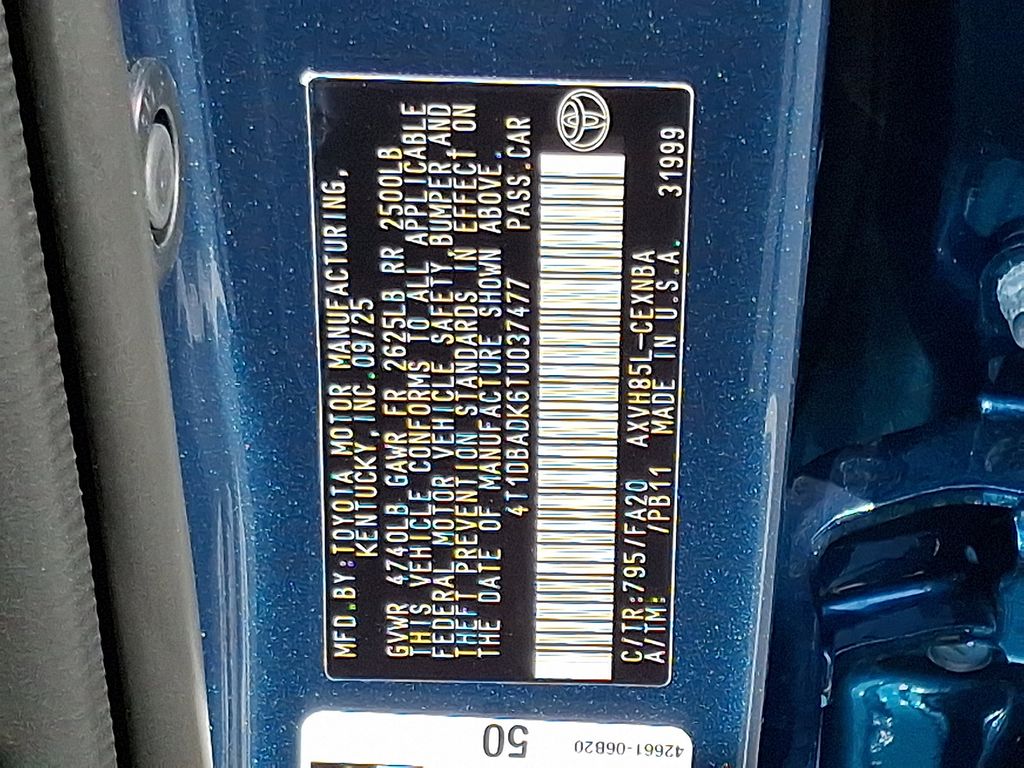 MFD.BY:TOYOTA MOTOR MANUFACTURING,
KENTUCKY, INC.09/25
GVWR 4740LB GAWR FR 2625LB RR 2500LB
THIS VEHICLE CONFORMS TO ALL APPLICABLE
FEDERAL MOTOR VEHICLE SAFETY,BUMPER AND
THEFT PREVENTION STANDARDS IN EFFECT ON
THE DATE OF MANUFACTURE SHOWN ABOVE.
4T1DBADK6TU037477 PASS.CAR
C/TR:795/FA20 AXVH85L-CEXNBA
A/TM: /PB11 MADE IN U.S.A. 31999
50
42661-06B20